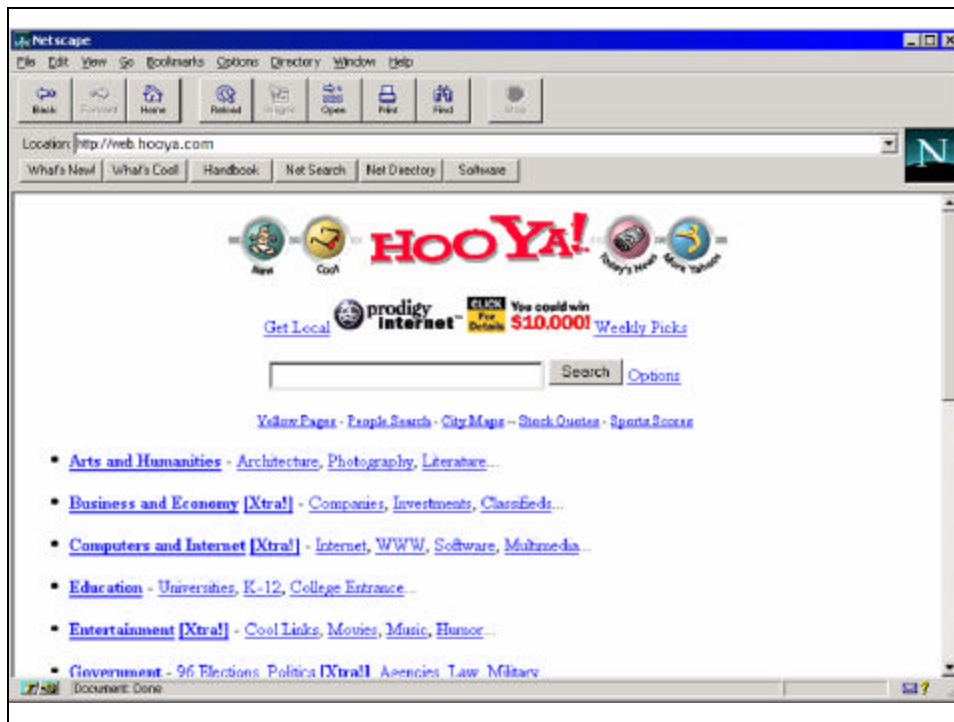 Netscape
File Edit View Go Bookmarks Options Directory Window Help
Back Forward Home Reload Images Open Print Find Stop
Location: http://web.hooya.com
What's New! What's Cool! Handbook Net Search Net Directory Software
N
New Cool HOOYA! Today's News More Yahoos
Get Local prodigy internet™ CLICK For Details You could win $10,000! Weekly Picks
Search Options
Yellow Pages - People Search - City Maps -- Stock Quotes - Sports Scores
• Arts and Humanities - Architecture, Photography, Literature...
• Business and Economy [Xtra!] - Companies, Investments, Classifieds...
• Computers and Internet [Xtra!] - Internet, WWW, Software, Multimedia...
• Education - Universities, K-12, College Entrance...
• Entertainment [Xtra!] - Cool Links, Movies, Music, Humor...
• Government - 96 Elections, Politics [Xtra!], Agencies, Law, Military
Document: Done